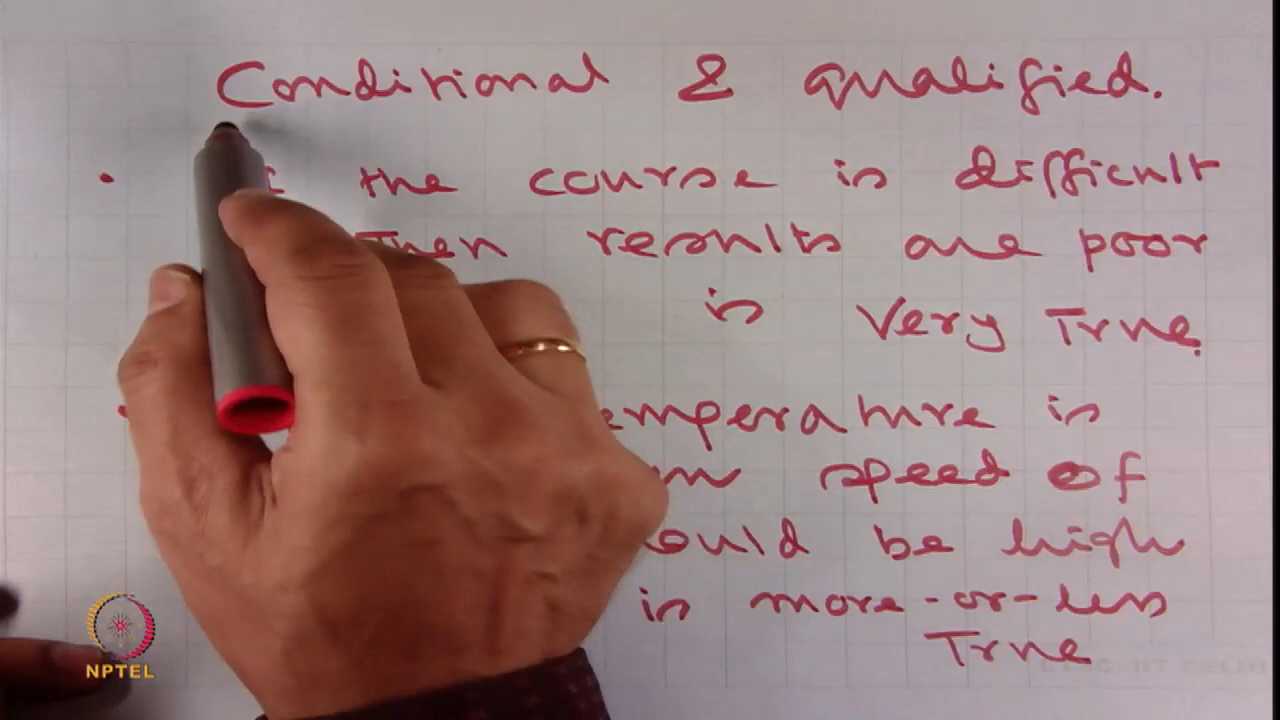 Conditional & qualified.
• the course is difficult
Then results are poor
is Very True.
emperature is
speed of
ould be high
is more-or-less
True
NPTEL